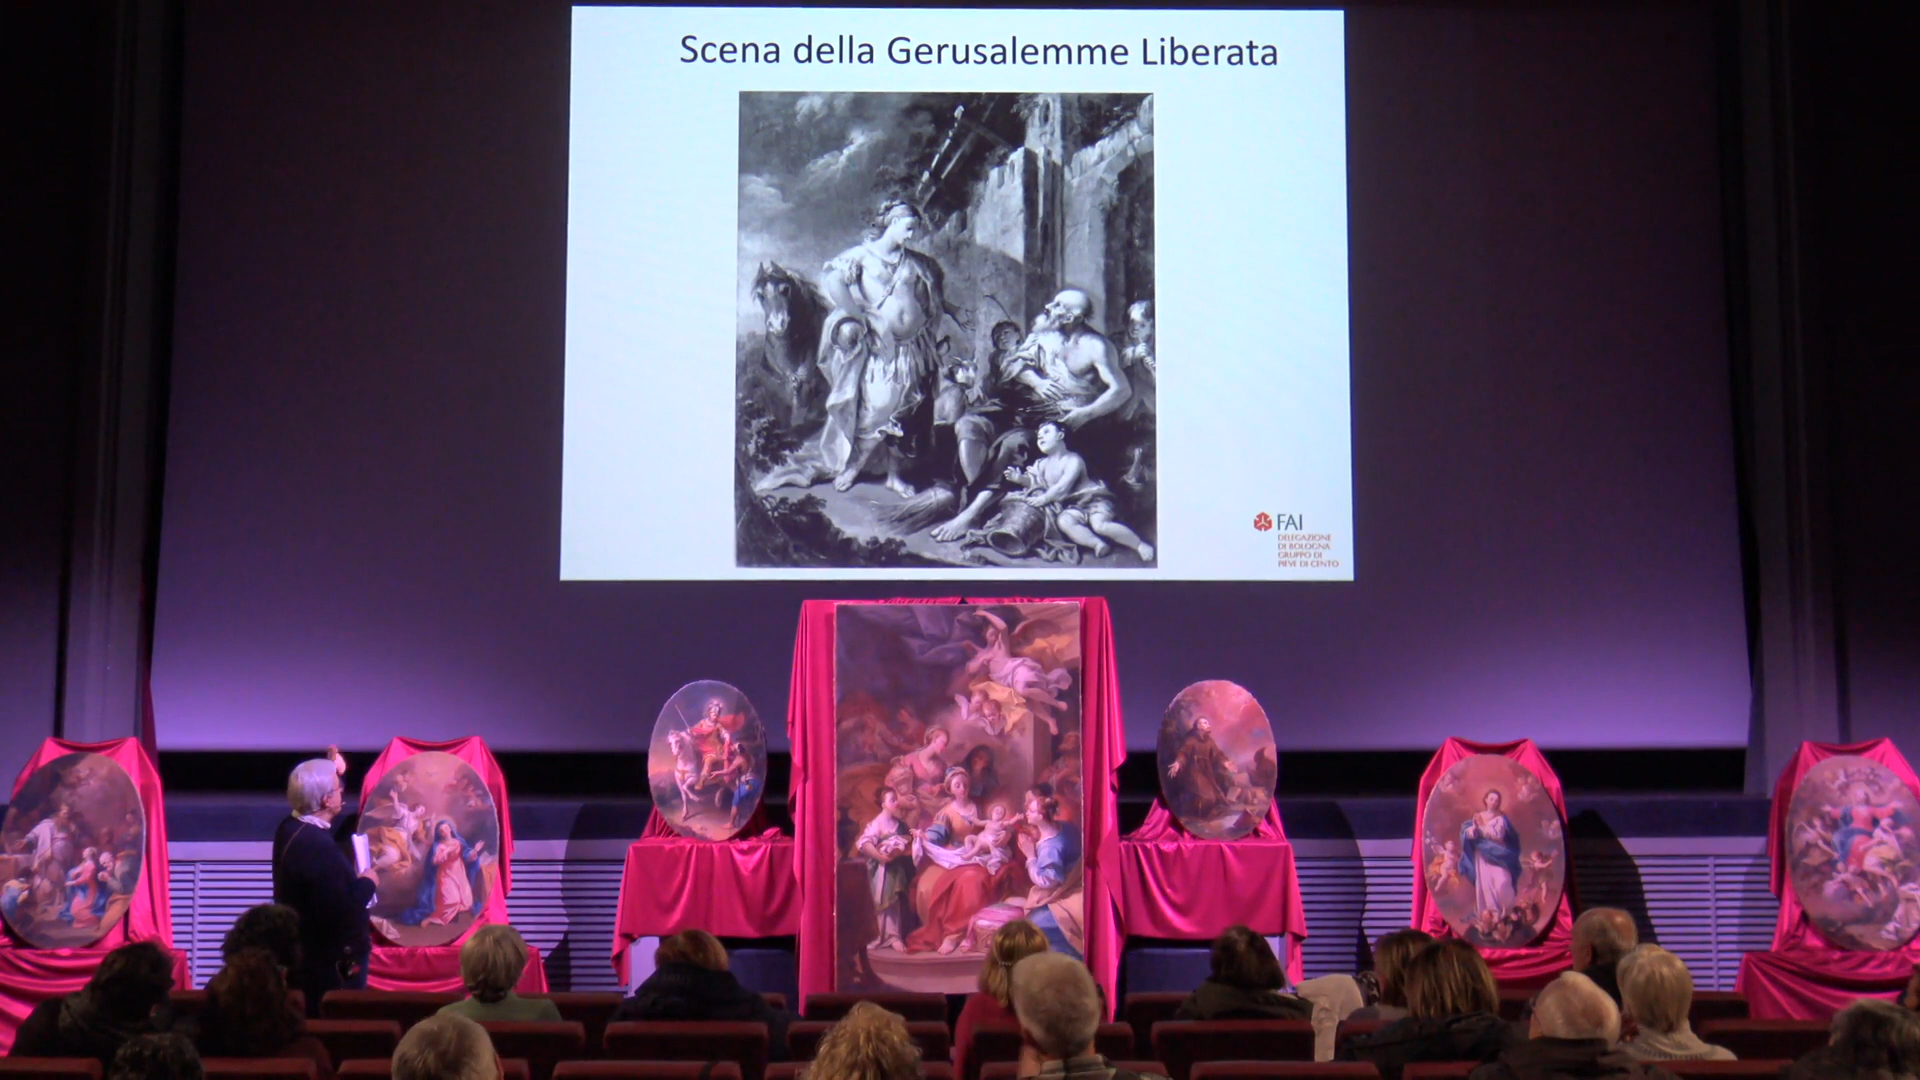 Scena della Gerusalemme Liberata
FAI
DELEGAZIONE
DI BOLOGNA
GRUPPO DI
PIEVE DI CENTO